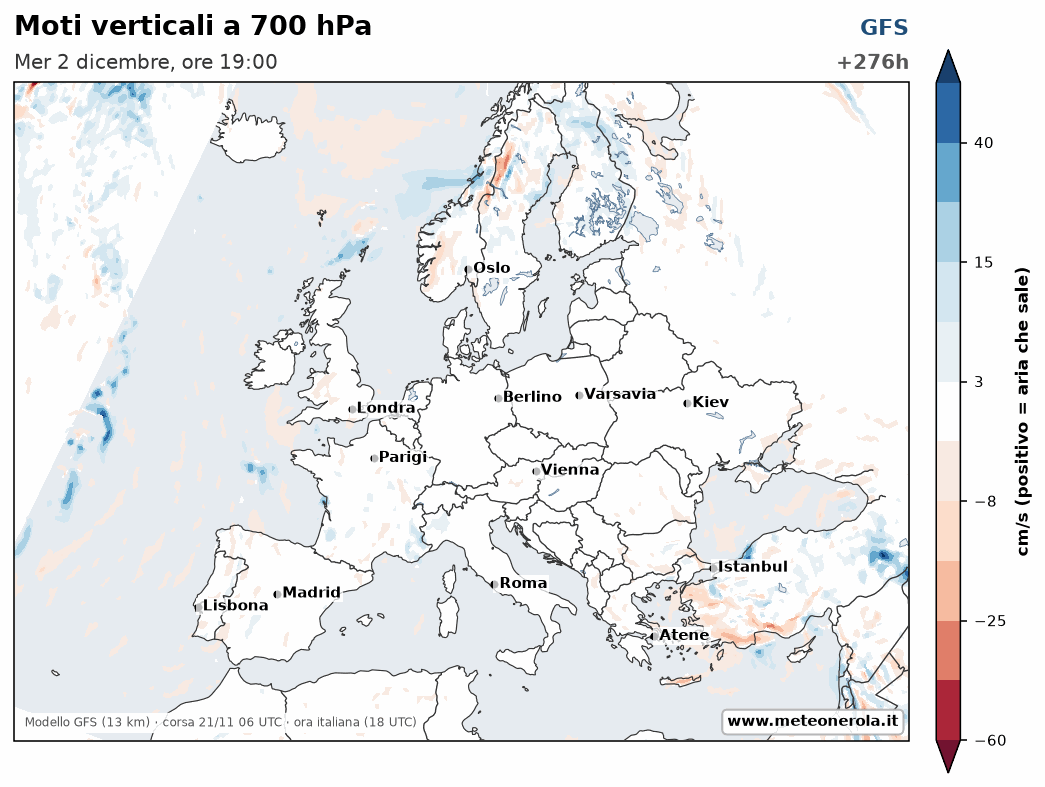 Moti verticali a 700 hPa
GFS
Mer 2 dicembre, ore 19:00
+276h
Oslo
Londra
Berlino
Varsavia
Kiev
Parigi
Vienna
Istanbul
Roma
Madrid
Lisbona
Atene
Modello GFS (13 km) · corsa 21/11 06 UTC · ora italiana (18 UTC)
www.meteonerola.it
40
15
3
−8
−25
−60
cm/s (positivo = aria che sale)